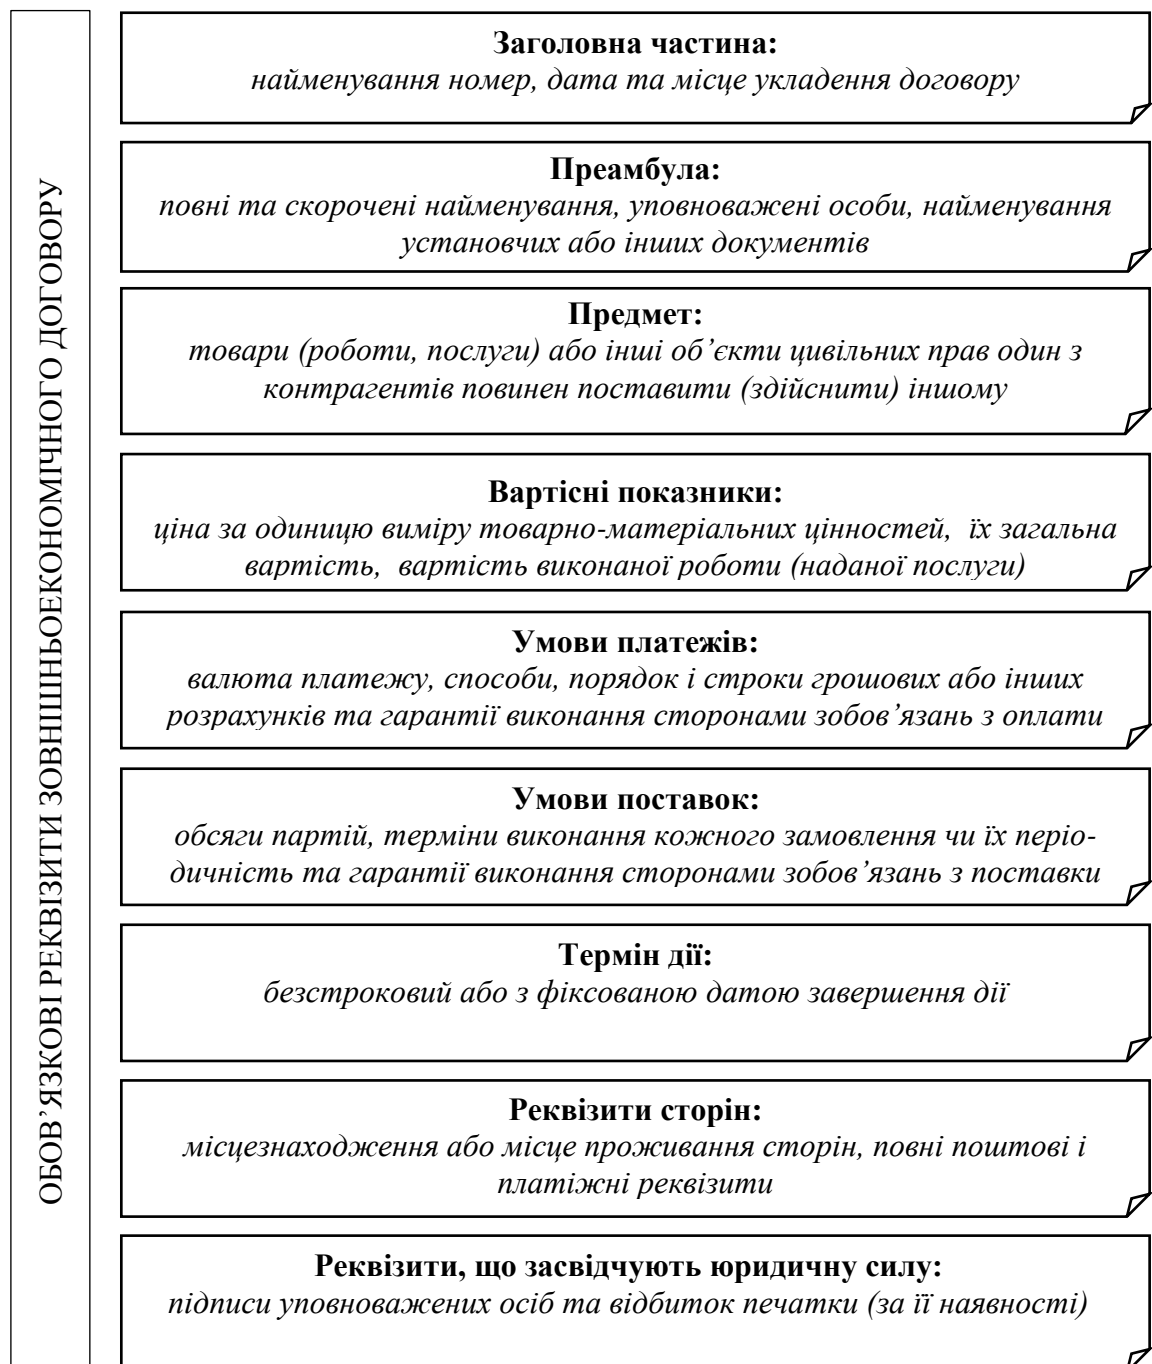 ОБОВ’ЯЗКОВІ РЕКВІЗИТИ ЗОВНІШНЬОЕКОНОМІЧНОГО ДОГОВОРУ
Заголовна частина:
найменування номер, дата та місце укладення договору
Преамбула:
повні та скорочені найменування, уповноважені особи, найменування
установчих або інших документів
Предмет:
товари (роботи, послуги) або інші об’єкти цивільних прав один з
контрагентів повинен поставити (здійснити) іншому
Вартісні показники:
ціна за одиницю виміру товарно-матеріальних цінностей, їх загальна
вартість, вартість виконаної роботи (наданої послуги)
Умови платежів:
валюта платежу, способи, порядок і строки грошових або інших
розрахунків та гарантії виконання сторонами зобов’язань з оплати
Умови поставок:
обсяги партій, терміни виконання кожного замовлення чи їх періо-
дичність та гарантії виконання сторонами зобов’язань з поставки
Термін дії:
безстроковий або з фіксованою датою завершення дії
Реквізити сторін:
місцезнаходження або місце проживання сторін, повні поштові і
платіжні реквізити
Реквізити, що засвідчують юридичну силу:
підписи уповноважених осіб та відбиток печатки (за її наявності)